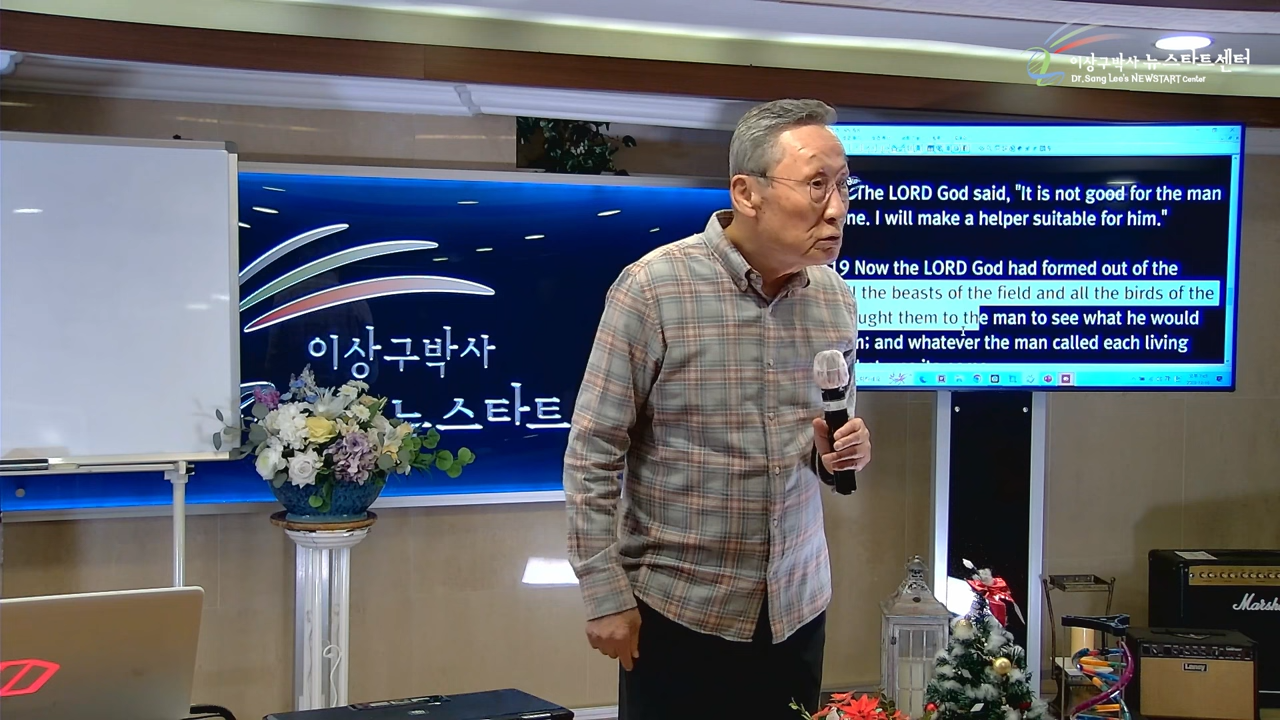 이상구박사 뉴스타트센터
Dr. Sang Lee's NEWSTART Center
The LORD God said, "It is not good for the man
ne. I will make a helper suitable for him."
19 Now the LORD God had formed out of the
the beasts of the field and all the birds of the
ught them to the man to see what he would
; and whatever the man called each living
이상구박사
뉴스타트
Marsh
Laney